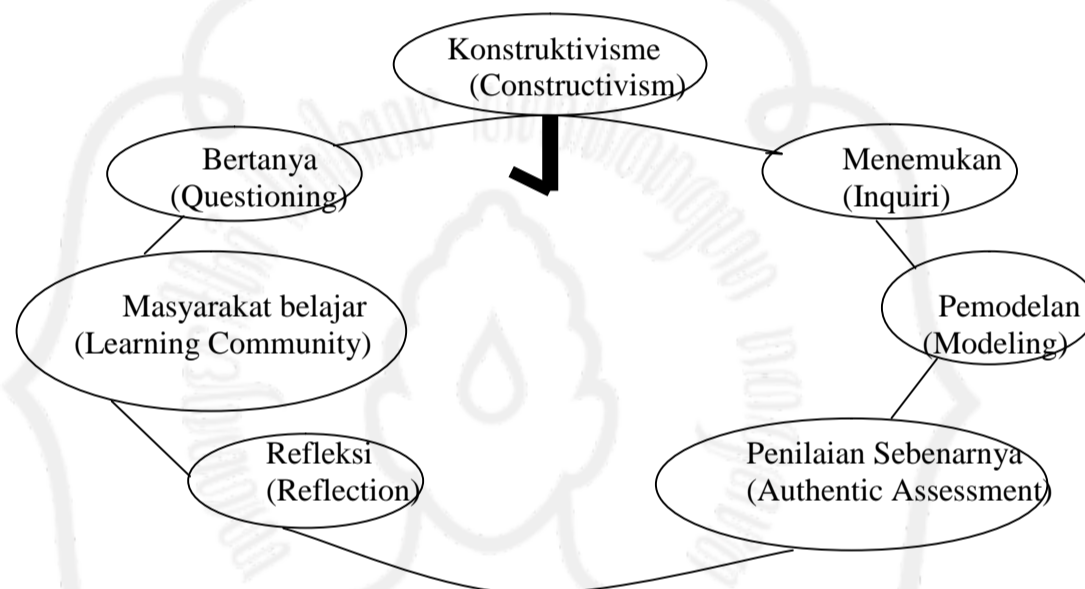 Konstruktivisme
(Constructivism)
Bertanya
(Questioning)
Menemukan
(Inquiri)
Masyarakat belajar
(Learning Community)
Pemodelan
(Modeling)
Refleksi
(Reflection)
Penilaian Sebenarnya
(Authentic Assessment)